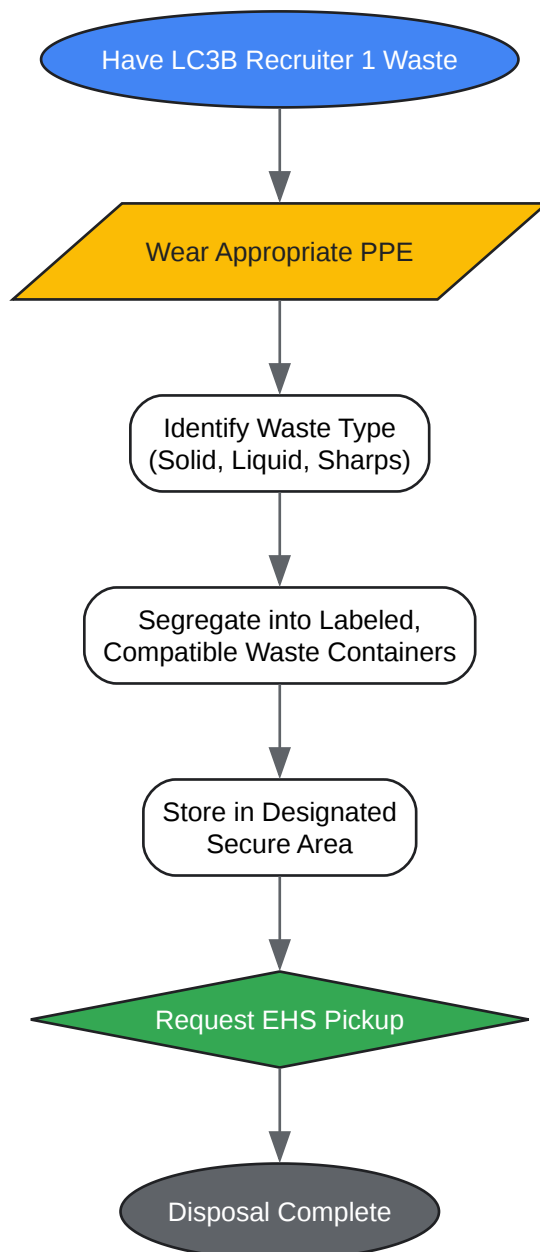 Have LC3B Recruiter 1 Waste
Wear Appropriate PPE
Identify Waste Type
(Solid, Liquid, Sharps)
Segregate into Labeled,
Compatible Waste Containers
Store in Designated
Secure Area
Request EHS Pickup
Disposal Complete